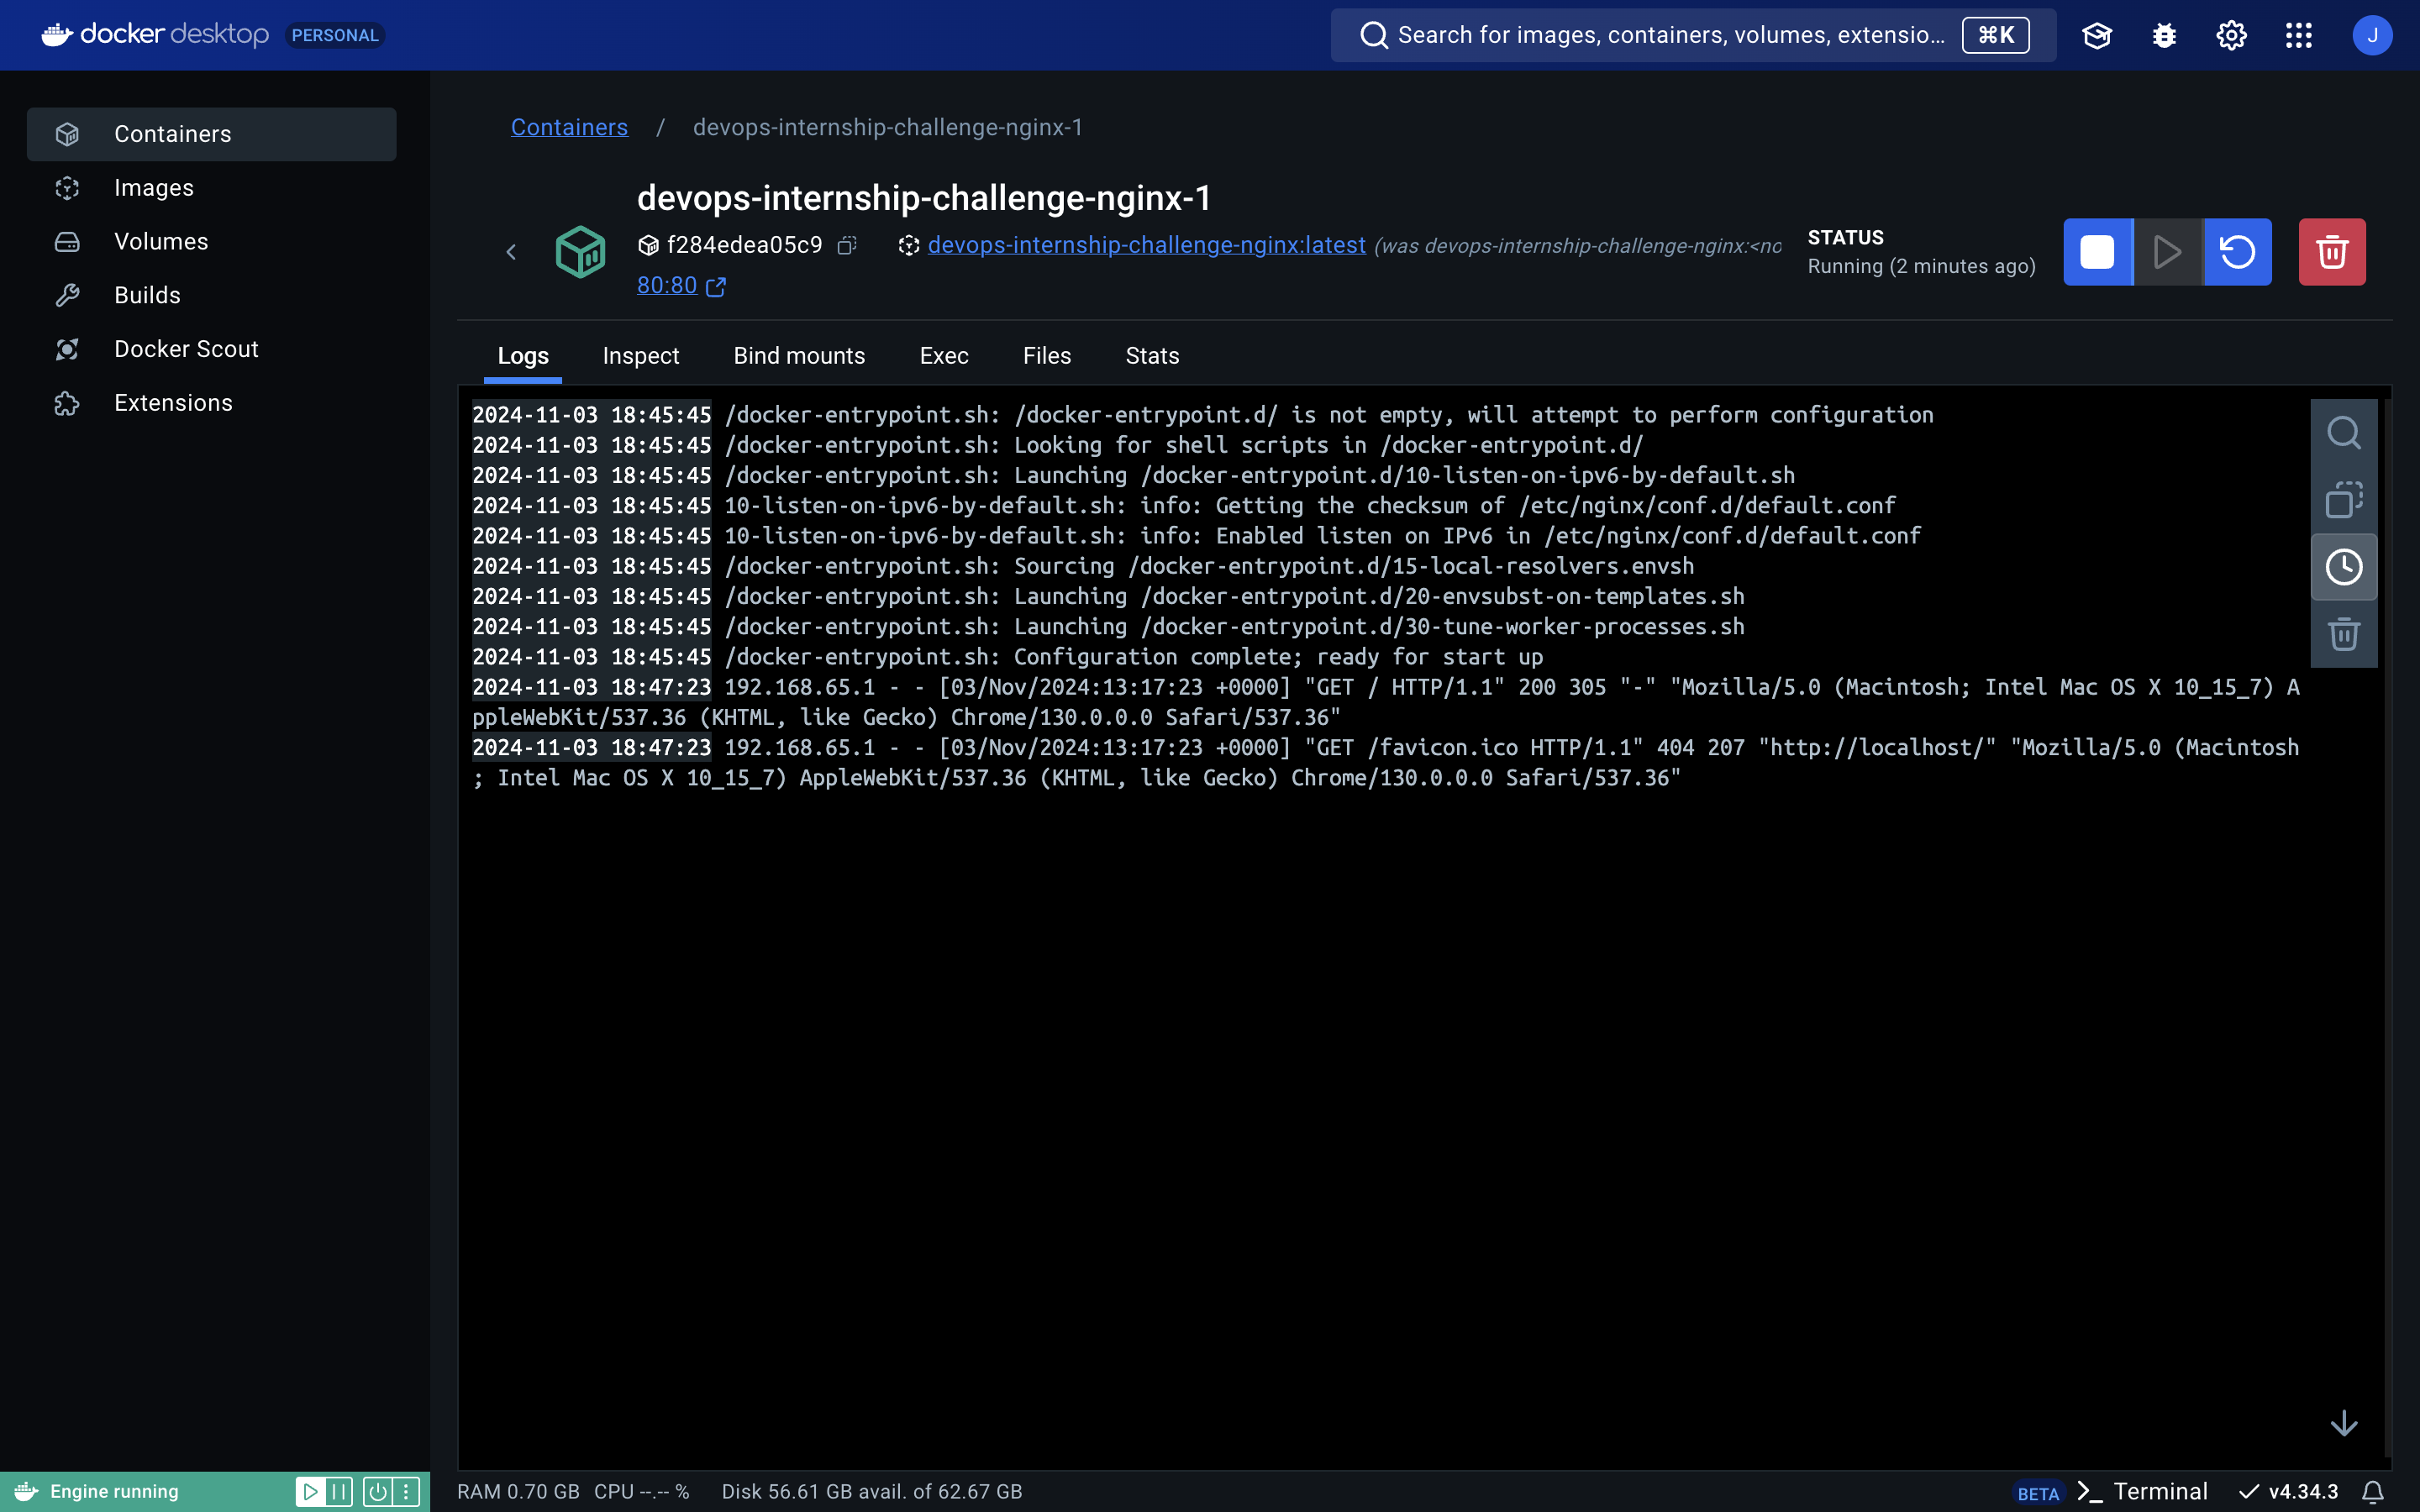 docker desktop PERSONAL
Search for images, containers, volumes, extensio... ⌘K
J
Containers
Images
Volumes
Builds
Docker Scout
Extensions
Containers / devops-internship-challenge-nginx-1
devops-internship-challenge-nginx-1
f284edea05c9 devops-internship-challenge-nginx:latest (was devops-internship-challenge-nginx:<no
80:80
STATUS
Running (2 minutes ago)
Logs Inspect Bind mounts Exec Files Stats
2024-11-03 18:45:45 /docker-entrypoint.sh: /docker-entrypoint.d/ is not empty, will attempt to perform configuration
2024-11-03 18:45:45 /docker-entrypoint.sh: Looking for shell scripts in /docker-entrypoint.d/
2024-11-03 18:45:45 /docker-entrypoint.sh: Launching /docker-entrypoint.d/10-listen-on-ipv6-by-default.sh
2024-11-03 18:45:45 10-listen-on-ipv6-by-default.sh: info: Getting the checksum of /etc/nginx/conf.d/default.conf
2024-11-03 18:45:45 10-listen-on-ipv6-by-default.sh: info: Enabled listen on IPv6 in /etc/nginx/conf.d/default.conf
2024-11-03 18:45:45 /docker-entrypoint.sh: Sourcing /docker-entrypoint.d/15-local-resolvers.envsh
2024-11-03 18:45:45 /docker-entrypoint.sh: Launching /docker-entrypoint.d/20-envsubst-on-templates.sh
2024-11-03 18:45:45 /docker-entrypoint.sh: Launching /docker-entrypoint.d/30-tune-worker-processes.sh
2024-11-03 18:45:45 /docker-entrypoint.sh: Configuration complete; ready for start up
2024-11-03 18:47:23 192.168.65.1 - - [03/Nov/2024:13:17:23 +0000] "GET / HTTP/1.1" 200 305 "-" "Mozilla/5.0 (Macintosh; Intel Mac OS X 10_15_7) A
ppleWebKit/537.36 (KHTML, like Gecko) Chrome/130.0.0.0 Safari/537.36"
2024-11-03 18:47:23 192.168.65.1 - - [03/Nov/2024:13:17:23 +0000] "GET /favicon.ico HTTP/1.1" 404 207 "http://localhost/" "Mozilla/5.0 (Macintosh
; Intel Mac OS X 10_15_7) AppleWebKit/537.36 (KHTML, like Gecko) Chrome/130.0.0.0 Safari/537.36"
Engine running
RAM 0.70 GB CPU --.-- % Disk 56.61 GB avail. of 62.67 GB
BETA >_ Terminal v4.34.3